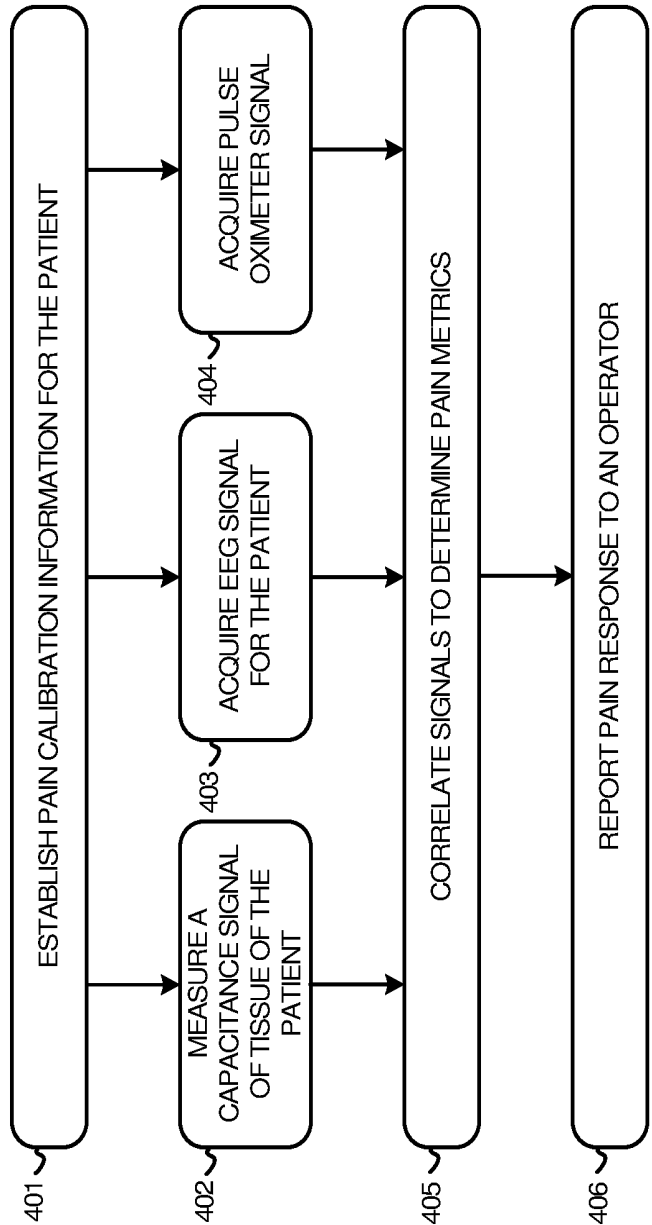 401
ESTABLISH PAIN CALIBRATION INFORMATION FOR THE PATIENT
402
MEASURE A
CAPACITANCE SIGNAL
OF TISSUE OF THE
PATIENT
403
ACQUIRE EEG SIGNAL
FOR THE PATIENT
404
ACQUIRE PULSE
OXIMETER SIGNAL
405
CORRELATE SIGNALS TO DETERMINE PAIN METRICS
406
REPORT PAIN RESPONSE TO AN OPERATOR